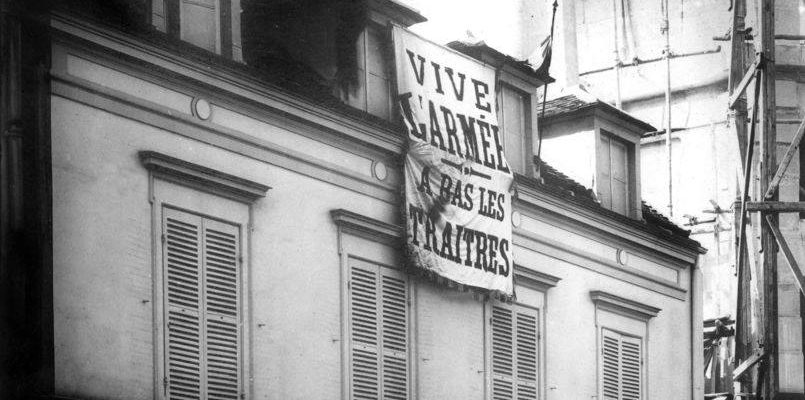 VIVE
L'ARMÉE
A BAS LES
TRAITRES